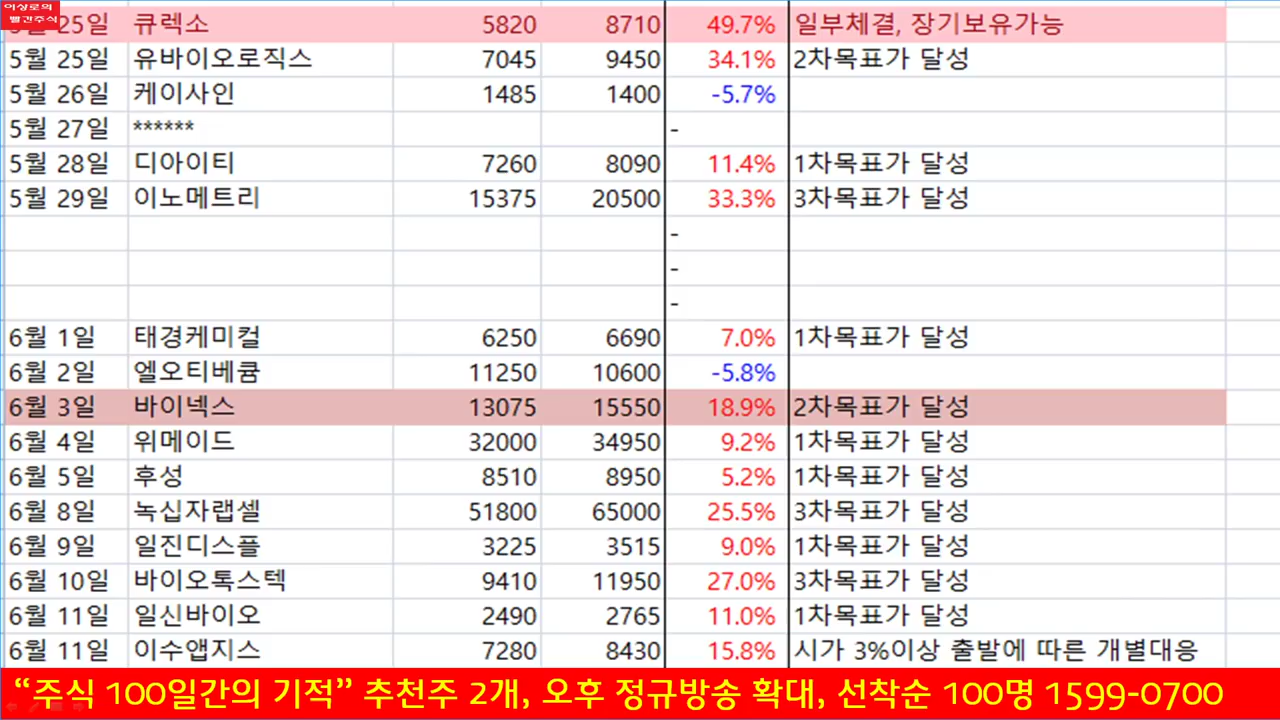 이상로의
빨간주식
25일 큐렉소 5820 8710 49.7% 일부체결, 장기보유가능
5월 25일 유바이오로직스 7045 9450 34.1% 2차목표가 달성
5월 26일 케이사인 1485 1400 -5.7%
5월 27일 ****** -
5월 28일 디아이티 7260 8090 11.4% 1차목표가 달성
5월 29일 이노메트리 15375 20500 33.3% 3차목표가 달성
-
-
-
6월 1일 태경케미컬 6250 6690 7.0% 1차목표가 달성
6월 2일 엘오티베큠 11250 10600 -5.8%
6월 3일 바이넥스 13075 15550 18.9% 2차목표가 달성
6월 4일 위메이드 32000 34950 9.2% 1차목표가 달성
6월 5일 후성 8510 8950 5.2% 1차목표가 달성
6월 8일 녹십자랩셀 51800 65000 25.5% 3차목표가 달성
6월 9일 일진디스플 3225 3515 9.0% 1차목표가 달성
6월 10일 바이오톡스텍 9410 11950 27.0% 3차목표가 달성
6월 11일 일신바이오 2490 2765 11.0% 1차목표가 달성
6월 11일 이수앱지스 7280 8430 15.8% 시가 3%이상 출발에 따른 개별대응
“주식 100일간의 기적” 추천주 2개, 오후 정규방송 확대, 선착순 100명 1599-0700